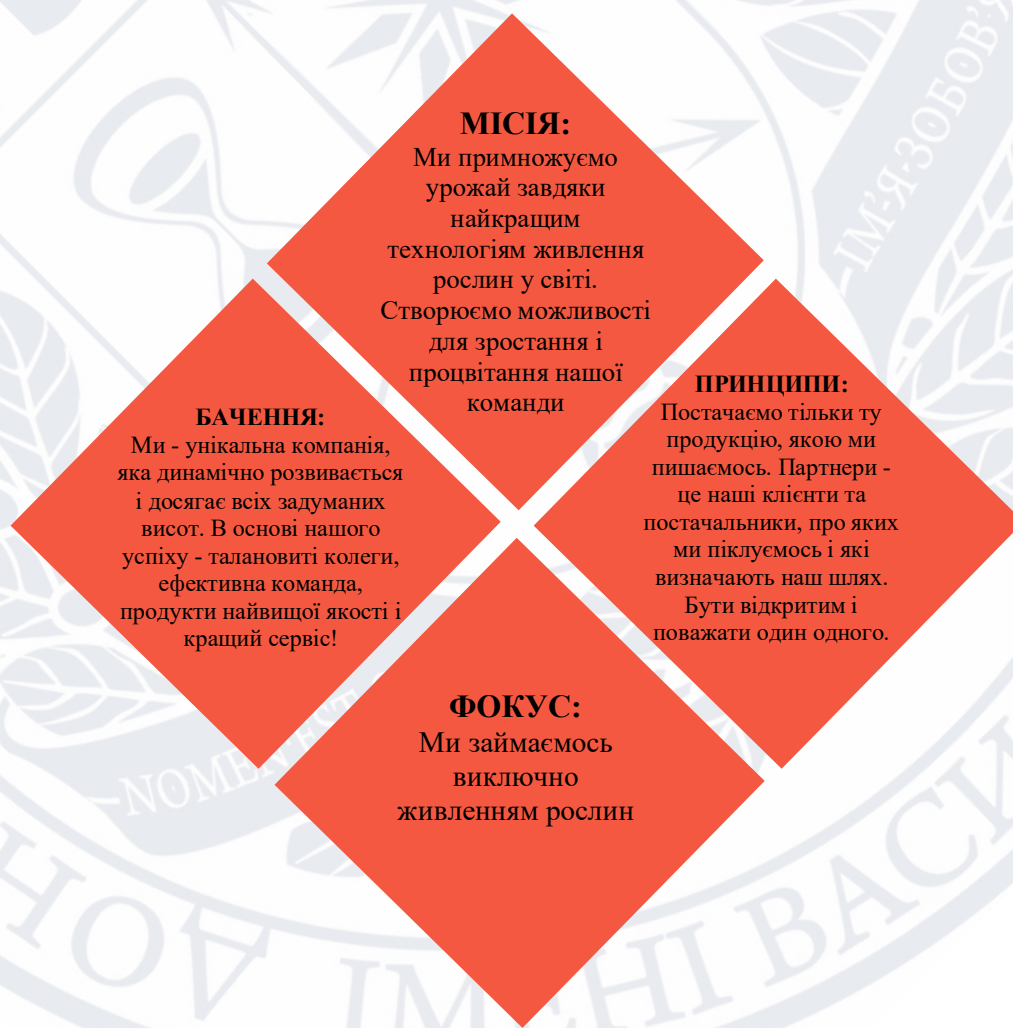 МІСІЯ:
Ми примножуємо
урожай завдяки
найкращим
технологіям живлення
рослин у світі.
Створюємо можливості
для зростання і
процвітання нашої
команди
БАЧЕННЯ:
Ми - унікальна компанія,
яка динамічно розвивається
і досягає всіх задуманих
висот. В основі нашого
успіху - талановиті колеги,
ефективна команда,
продукти найвищої якості і
кращий сервіс!
ПРИНЦИПИ:
Постачаємо тільки ту
продукцію, якою ми
пишаємось. Партнери -
це наші клієнти та
постачальники, про яких
ми піклуємось і які
визначають наш шлях.
Бути відкритим і
поважати один одного.
ФОКУС:
Ми займаємось
виключно
живленням рослин
ІМЕНІ ВАСИ